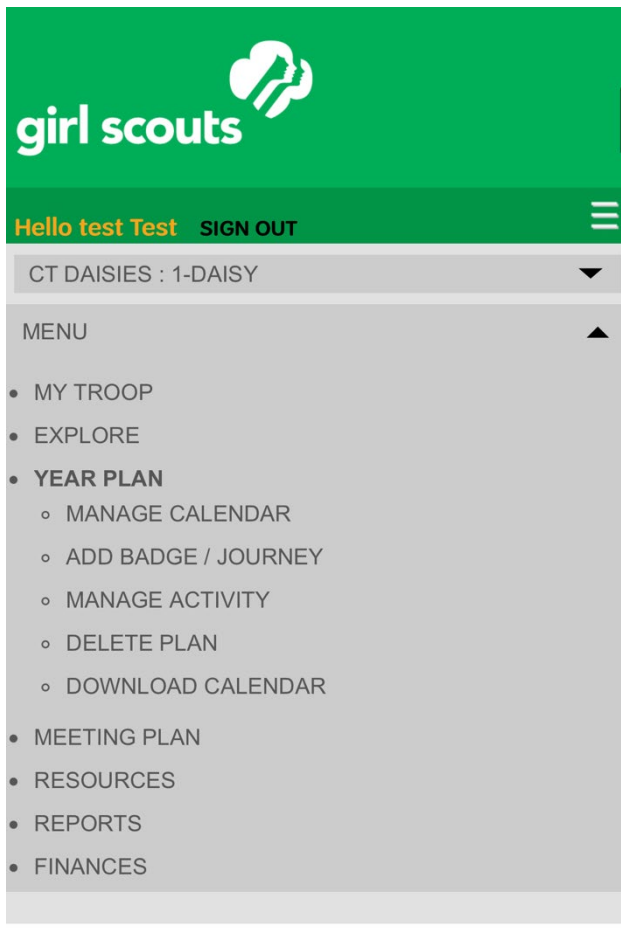 girl scouts
Hello test Test SIGN OUT
CT DAISIES : 1-DAISY
MENU
MY TROOP
EXPLORE
YEAR PLAN
MANAGE CALENDAR
ADD BADGE / JOURNEY
MANAGE ACTIVITY
DELETE PLAN
DOWNLOAD CALENDAR
MEETING PLAN
RESOURCES
REPORTS
FINANCES